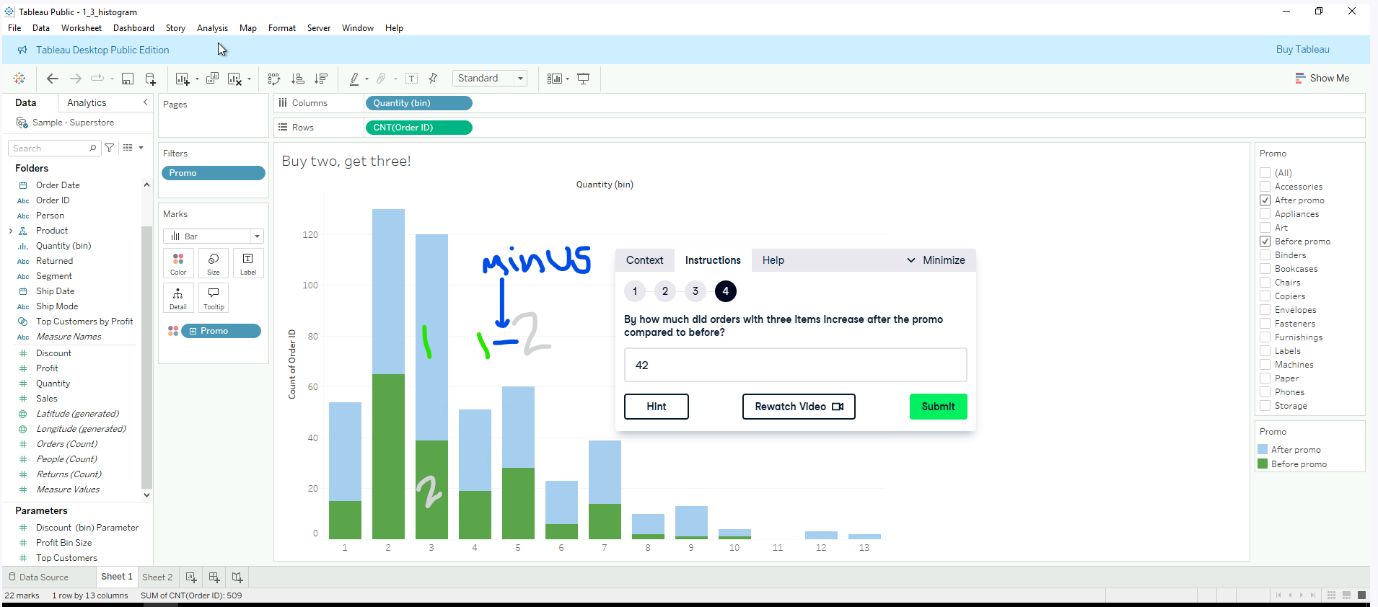 Tableau Public - 1_3_histogram
File Data Worksheet Dashboard Story Analysis Map Format Server Window Help
Tableau Desktop Public Edition
Buy Tableau
Standard
Show Me
Data Analytics
Sample - Superstore
Search
Folders
Order Date
Abc Order ID
Abc Person
Product
Quantity (bin)
Abc Returned
Abc Segment
Ship Date
Abc Ship Mode
Top Customers by Profit
Abc Measure Names
Discount
Profit
Quantity
Sales
Latitude (generated)
Longitude (generated)
Orders (Count)
People (Count)
Returns (Count)
Measure Values
Parameters
Discount (bin) Parameter
Profit Bin Size
Top Customers
Pages
Filters
Promo
Marks
Bar
Color Size Label
Detail Tooltip
Promo
Columns Quantity (bin)
Rows CNT(Order ID)
Buy two, get three!
Quantity (bin)
Count of Order ID
120
100
80
60
40
20
0
1 2 3 4 5 6 7 8 9 10 11 12 13
minus
1
1 - 2
2
Context Instructions Help Minimize
1 2 3 4
By how much did orders with three items increase after the promo
compared to before?
42
Hint Rewatch Video Submit
Promo
(All)
Accessories
After promo
Appliances
Art
Before promo
Binders
Bookcases
Chairs
Copiers
Envelopes
Fasteners
Furnishings
Labels
Machines
Paper
Phones
Storage
Promo
After promo
Before promo
Data Source Sheet 1 Sheet 2
22 marks 1 row by 13 columns SUM of CNT(Order ID): 509